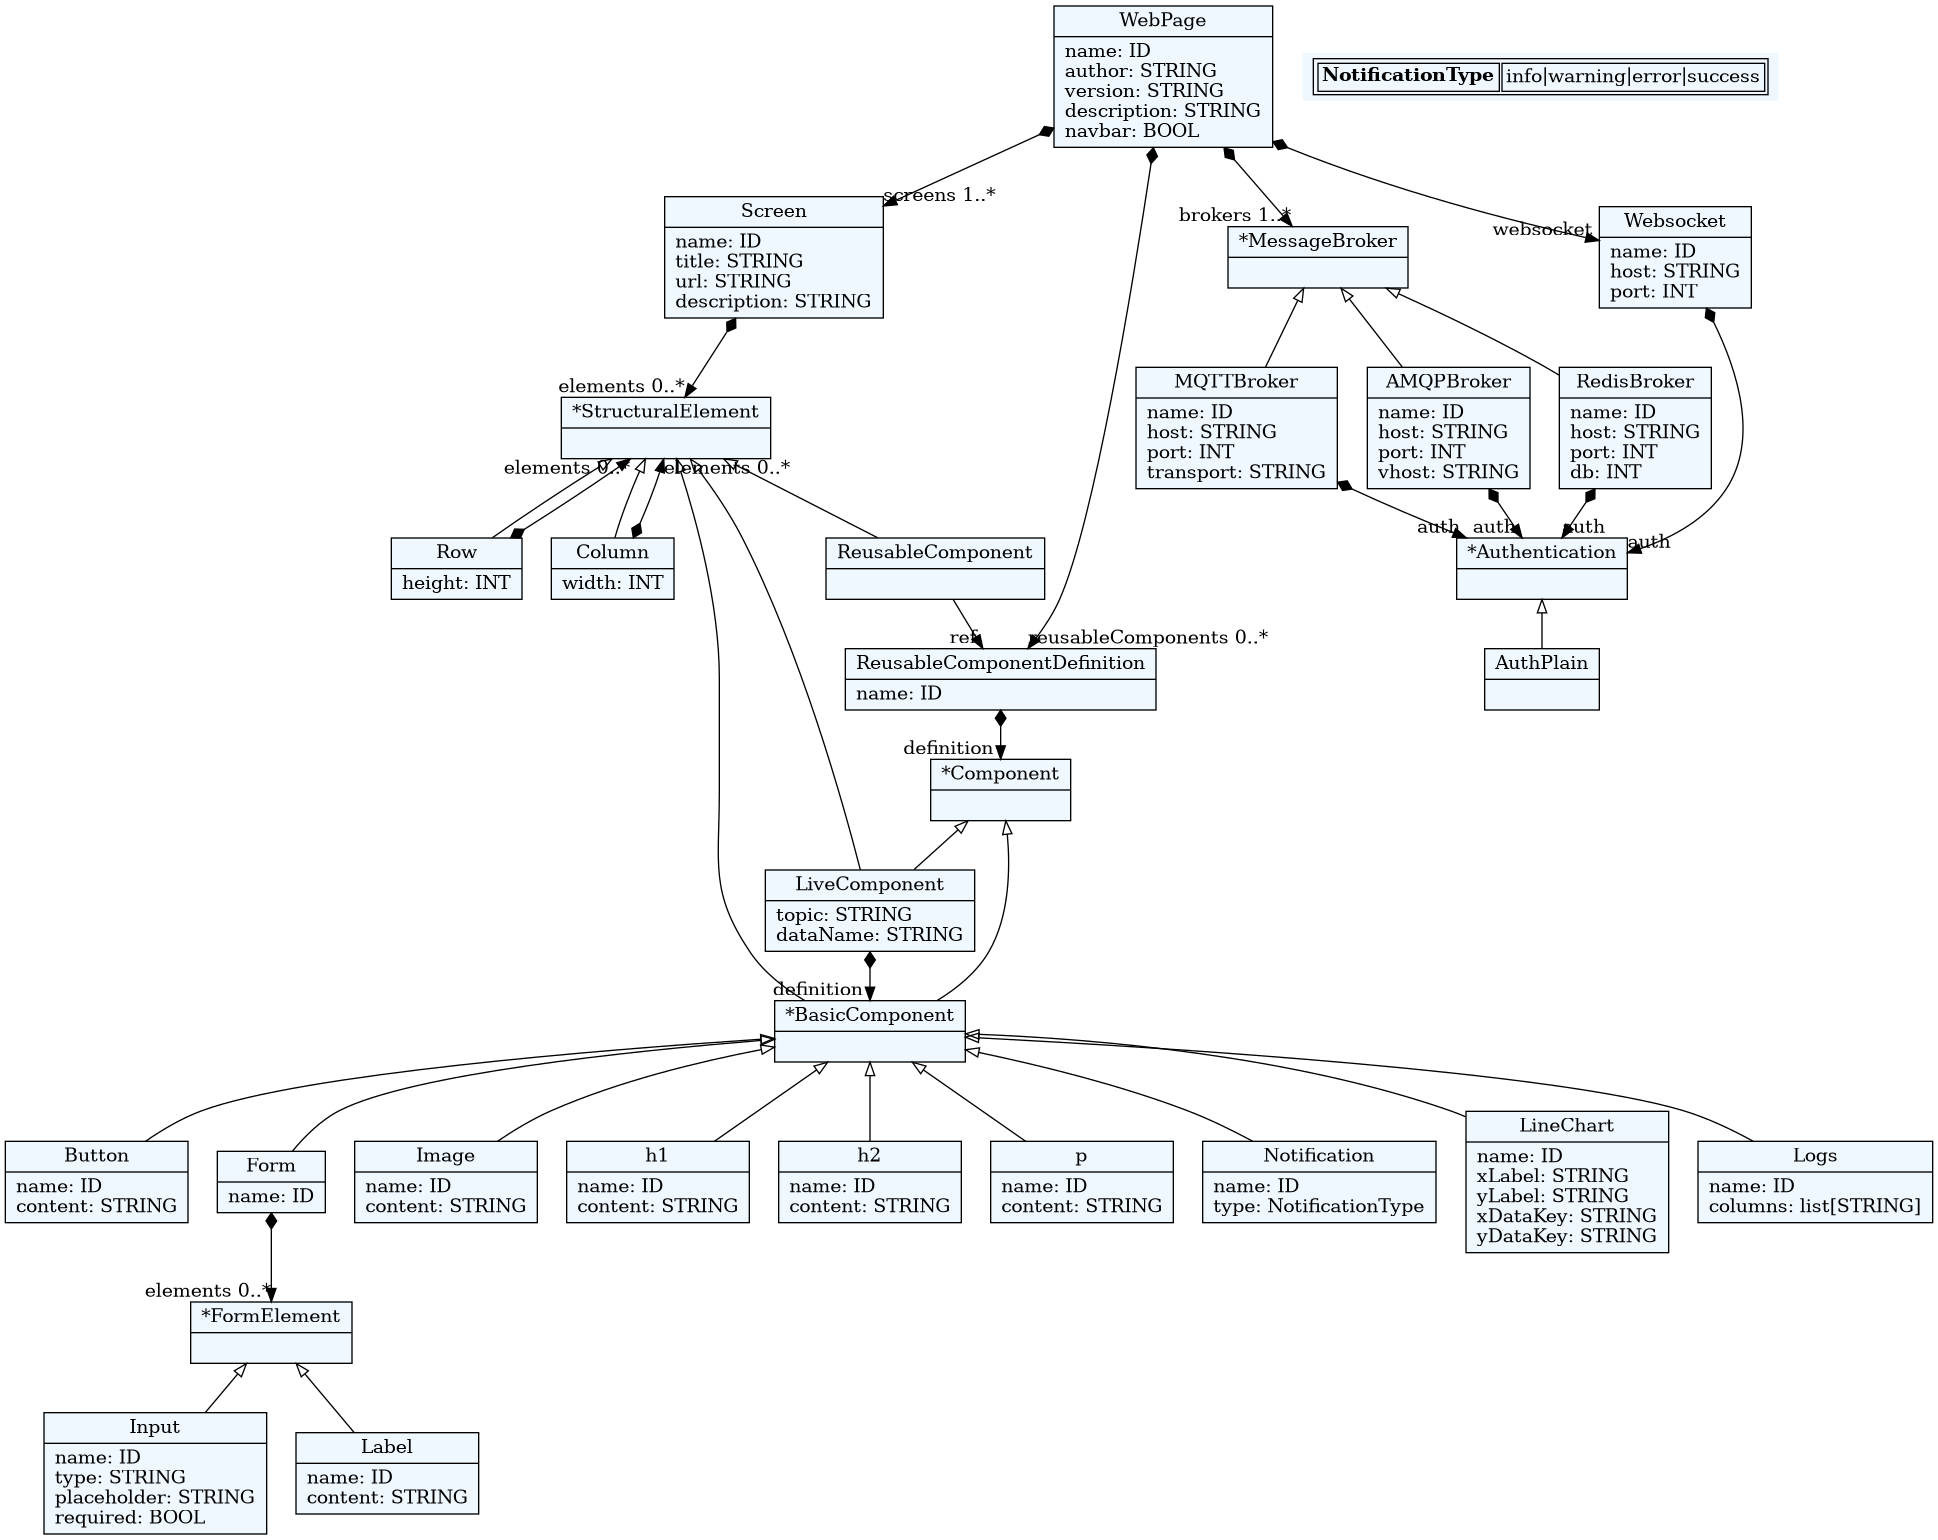 WebPage
name: ID
author: STRING
version: STRING
description: STRING
navbar: BOOL
NotificationType info|warning|error|success
screens 1..*
Screen
name: ID
title: STRING
url: STRING
description: STRING
brokers 1..*
*MessageBroker
websocket
Websocket
name: ID
host: STRING
port: INT
elements 0..*
*StructuralElement
MQTTBroker
name: ID
host: STRING
port: INT
transport: STRING
AMQPBroker
name: ID
host: STRING
port: INT
vhost: STRING
RedisBroker
name: ID
host: STRING
port: INT
db: INT
elements 0..*
elements 0..*
Row
height: INT
Column
width: INT
ReusableComponent
auth
auth
auth
auth
*Authentication
ref
reusableComponents 0..*
ReusableComponentDefinition
name: ID
AuthPlain
definition
*Component
LiveComponent
topic: STRING
dataName: STRING
definition
*BasicComponent
Button
name: ID
content: STRING
Form
name: ID
Image
name: ID
content: STRING
h1
name: ID
content: STRING
h2
name: ID
content: STRING
p
name: ID
content: STRING
Notification
name: ID
type: NotificationType
LineChart
name: ID
xLabel: STRING
yLabel: STRING
xDataKey: STRING
yDataKey: STRING
Logs
name: ID
columns: list[STRING]
elements 0..*
*FormElement
Input
name: ID
type: STRING
placeholder: STRING
required: BOOL
Label
name: ID
content: STRING